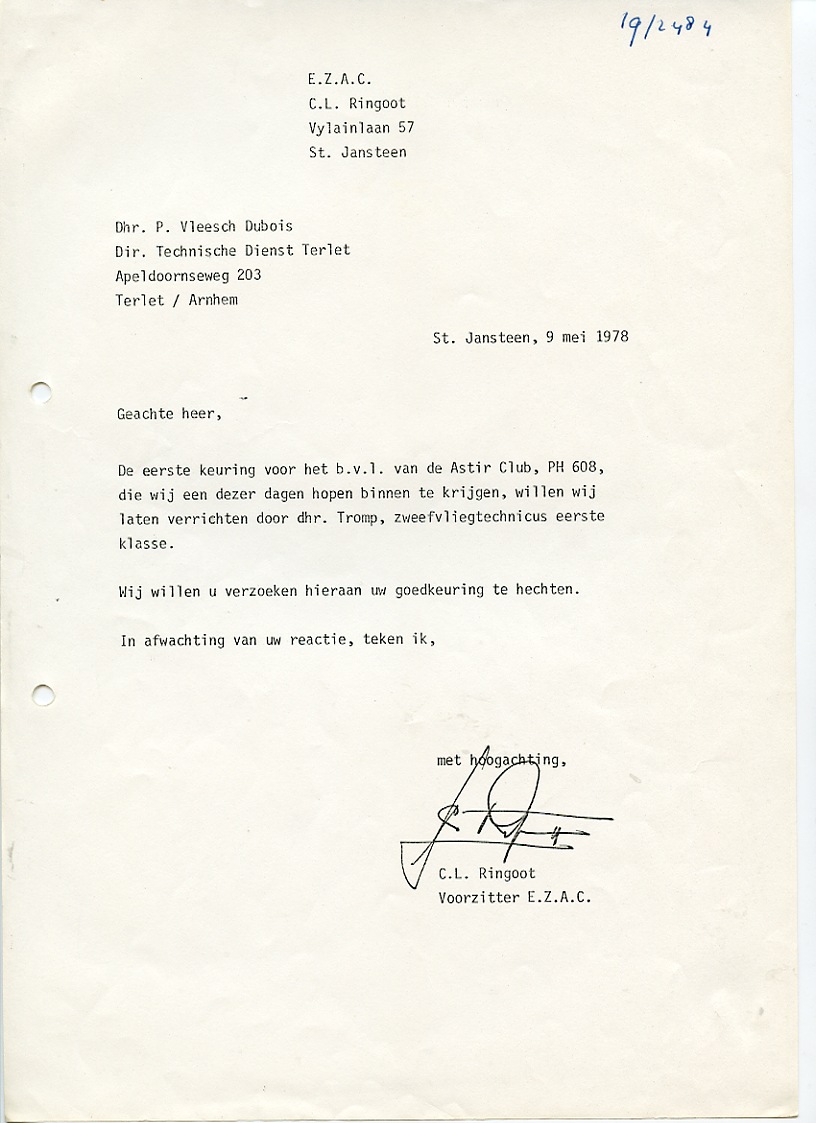 19/2484
E.Z.A.C.
C.L. Ringoot
Vylainlaan 57
St. Jansteen
Dhr. P. Vleesch Dubois
Dir. Technische Dienst Terlet
Apeldoornseweg 203
Terlet / Arnhem
St. Jansteen, 9 mei 1978
Geachte heer,
De eerste keuring voor het b.v.l. van de Astir Club, PH 608,
die wij een dezer dagen hopen binnen te krijgen, willen wij
laten verrichten door dhr. Tromp, zweefvliegtechnicus eerste
klasse.
Wij willen u verzoeken hieraan uw goedkeuring te hechten.
In afwachting van uw reactie, teken ik,
met hoogachting,
C.L. Ringoot
Voorzitter E.Z.A.C.